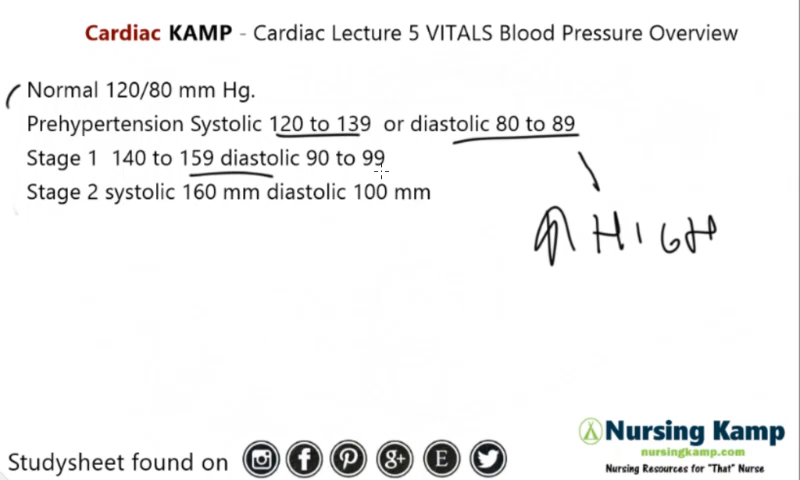 Cardiac KAMP - Cardiac Lecture 5 VITALS Blood Pressure Overview
Normal 120/80 mm Hg.
Prehypertension Systolic 120 to 139 or diastolic 80 to 89
Stage 1 140 to 159 diastolic 90 to 99
Stage 2 systolic 160 mm diastolic 100 mm
↑ HIGH
Nursing Kamp
nursingkamp.com
Nursing Resources for "That" Nurse
Studysheet found on